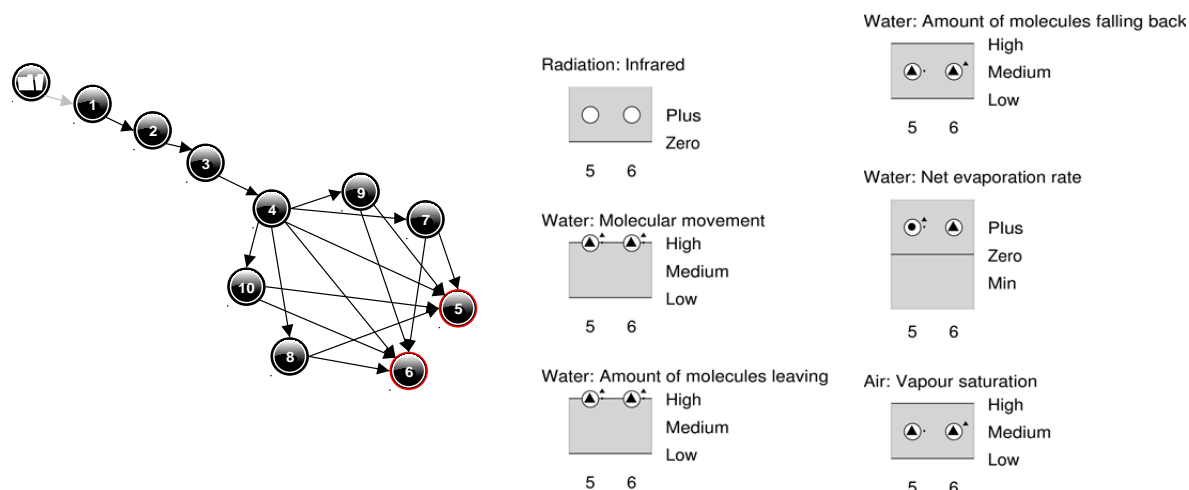 1
2
3
4
9
7
10
5
8
6
Radiation: Infrared
Plus
Zero
5 6
Water: Molecular movement
High
Medium
Low
5 6
Water: Amount of molecules leaving
High
Medium
Low
5 6
Water: Amount of molecules falling back
High
Medium
Low
5 6
Water: Net evaporation rate
Plus
Zero
Min
5 6
Air: Vapour saturation
High
Medium
Low
5 6